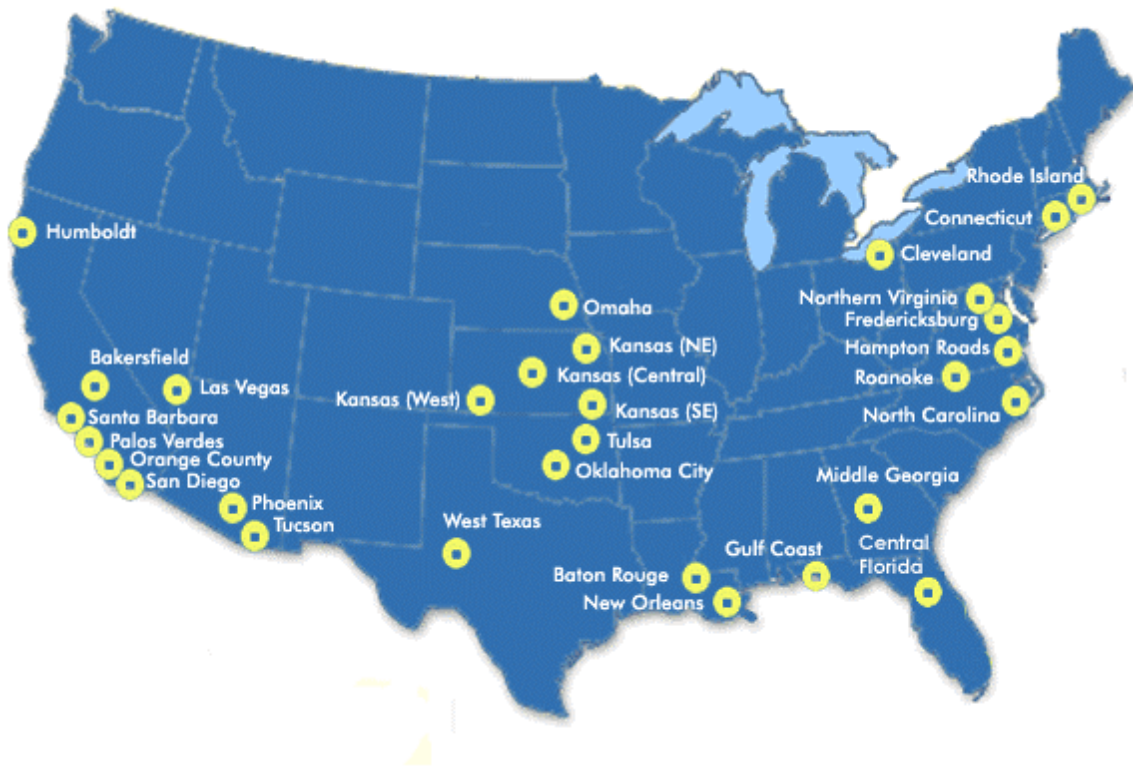 Rhode Island
Connecticut
Humboldt
Cleveland
Northern Virginia
Omaha
Fredericksburg
Kansas (NE)
Hampton Roads
Bakersfield
Kansas (Central)
Roanoke
Las Vegas
Kansas (West)
Kansas (SE)
North Carolina
Santa Barbara
Palos Verdes
Tulsa
Orange County
Oklahoma City
San Diego
Middle Georgia
Phoenix
West Texas
Tucson
Gulf Coast
Central
Florida
Baton Rouge
New Orleans